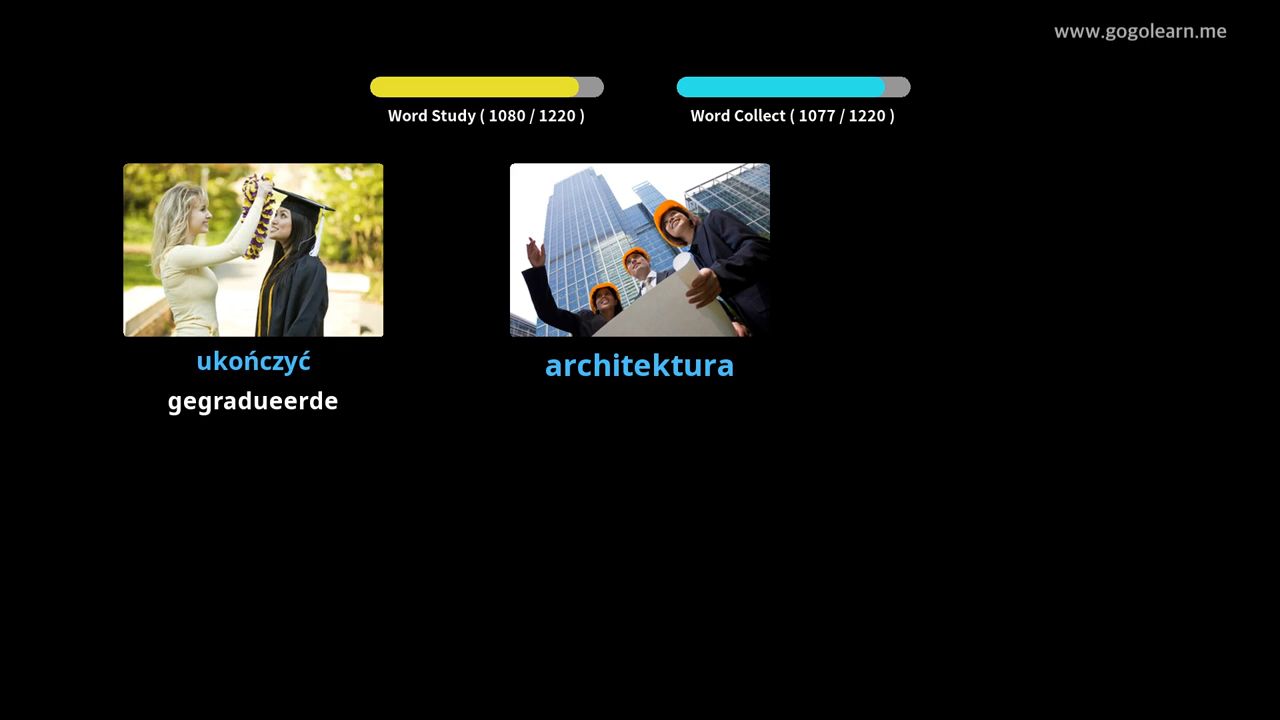 www.gogolearn.me
Word Study ( 1080 / 1220 )
Word Collect ( 1077 / 1220 )
ukończyć
gegradueerde
architektura